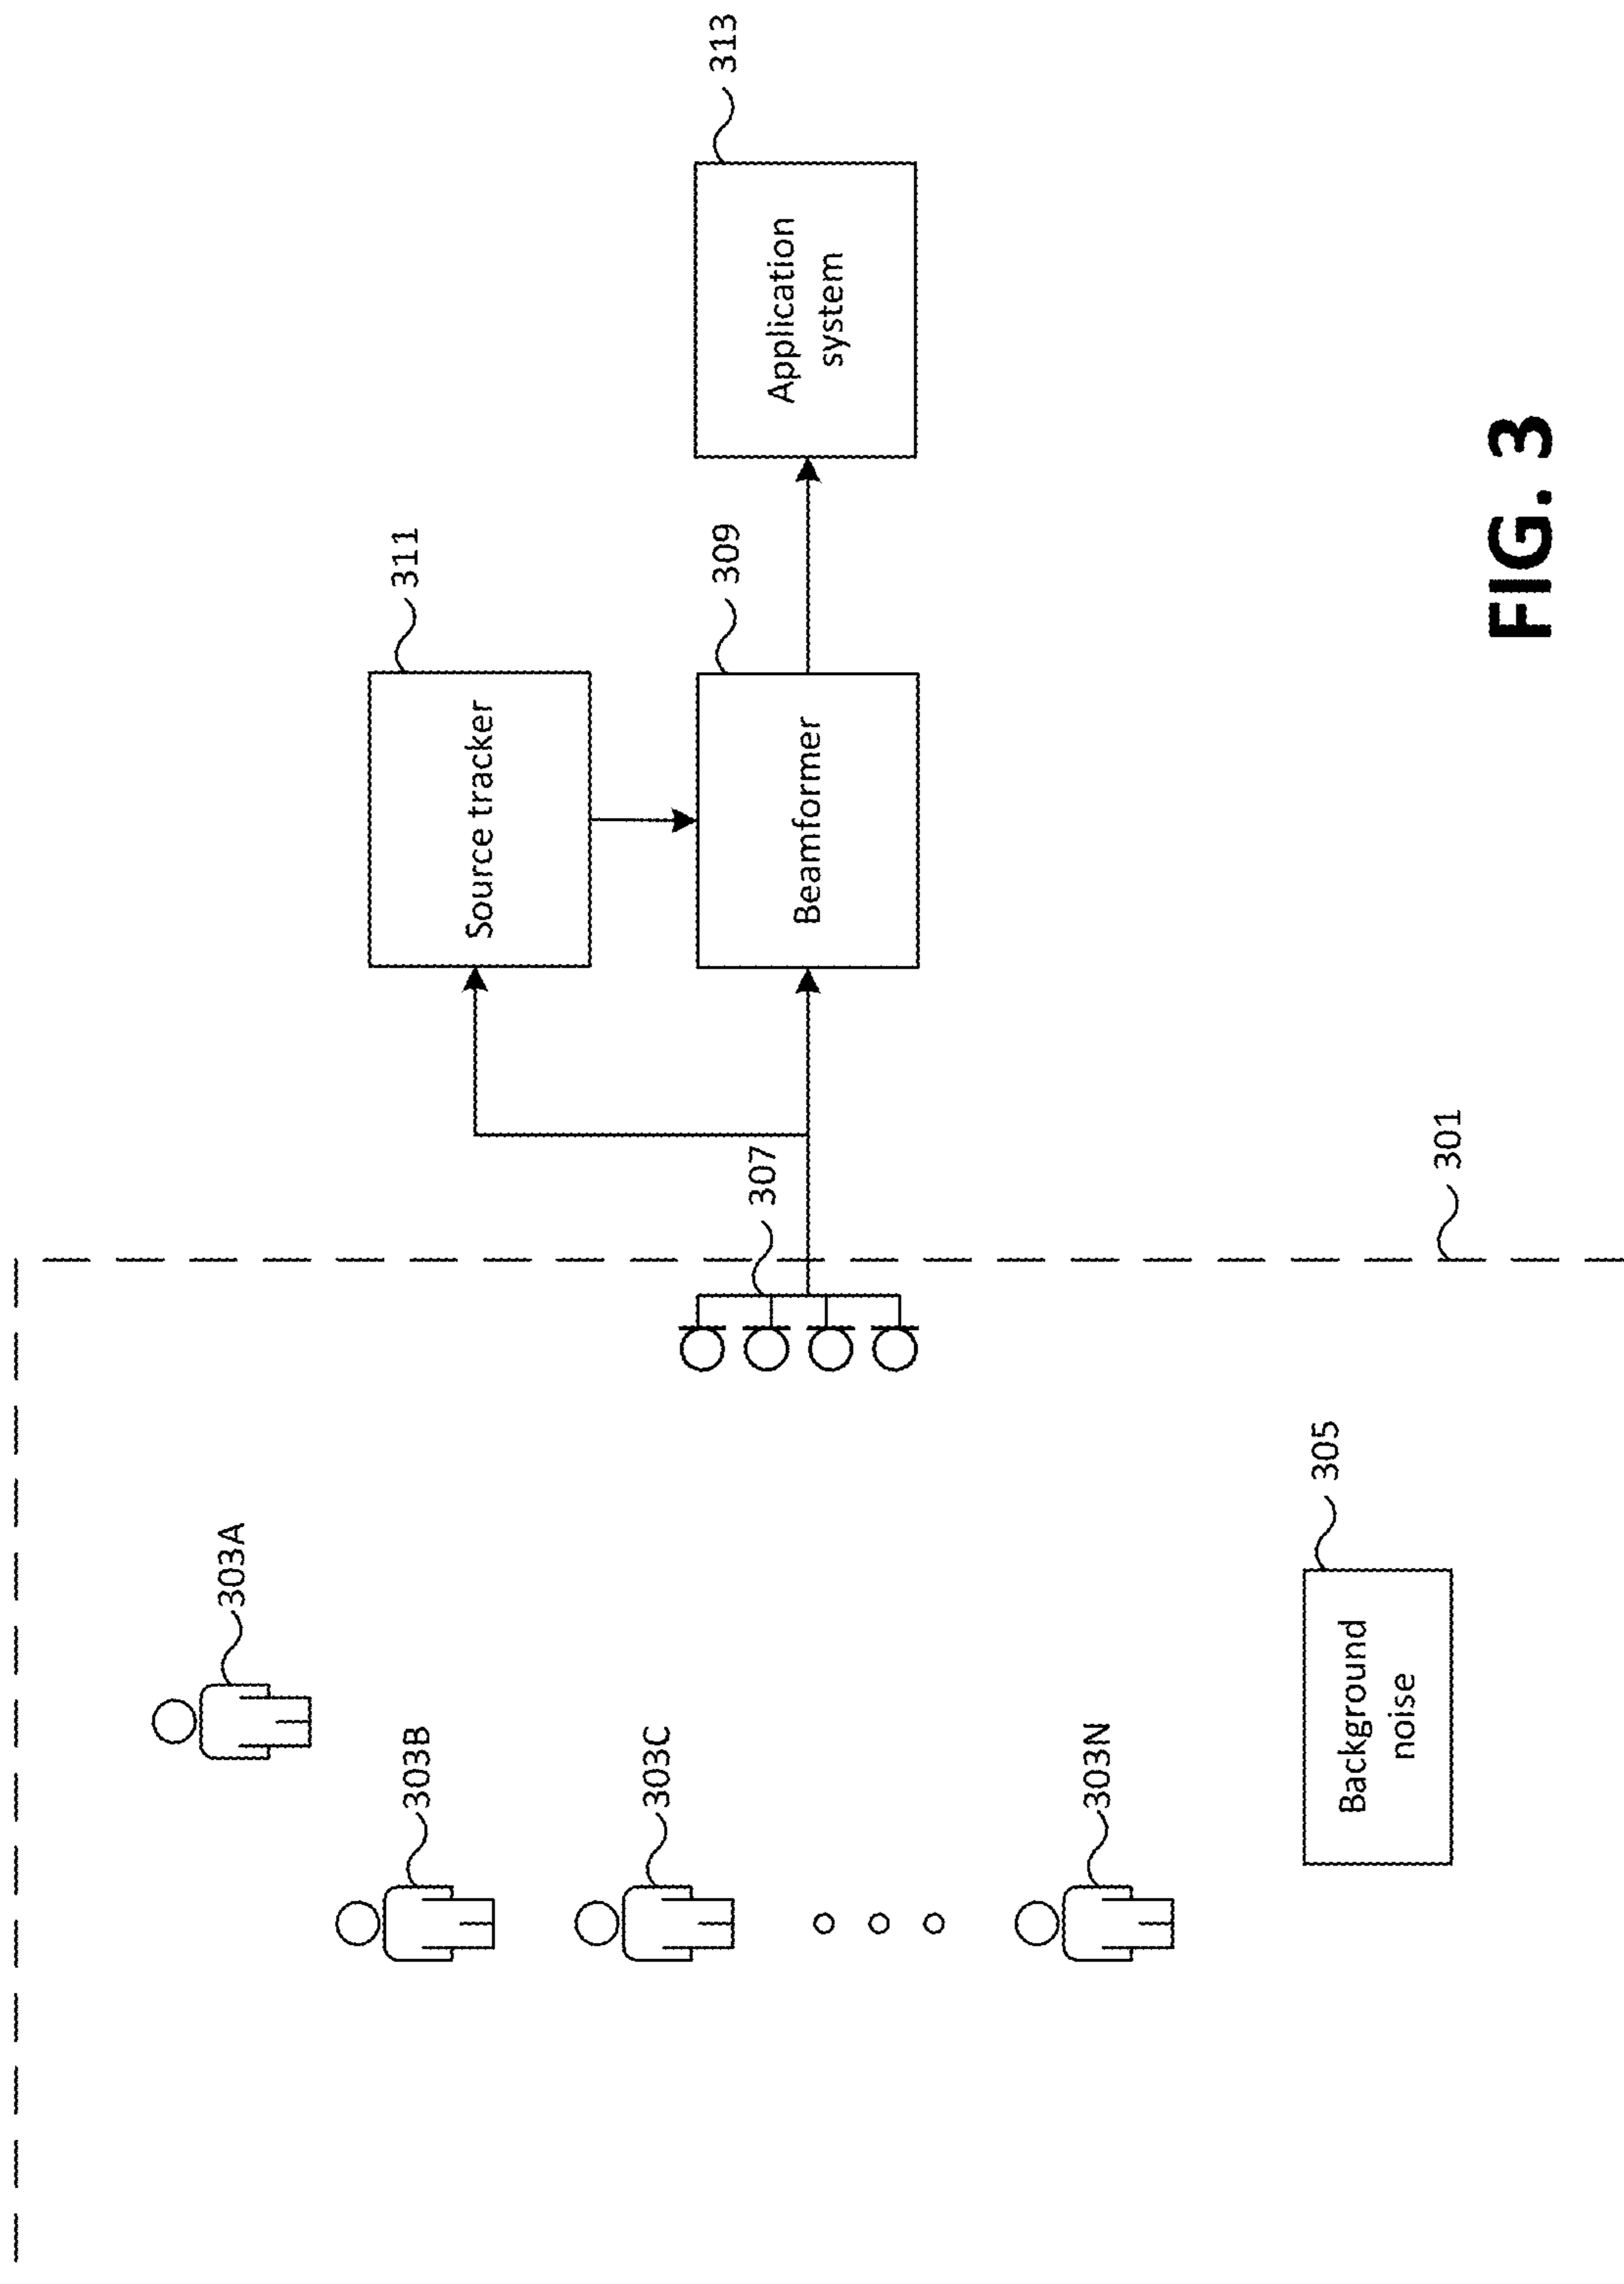 303A
303B
303C
303N
Background
noise
305
307
301
Source tracker
311
Beamformer
309
Application
system
313
FIG. 3